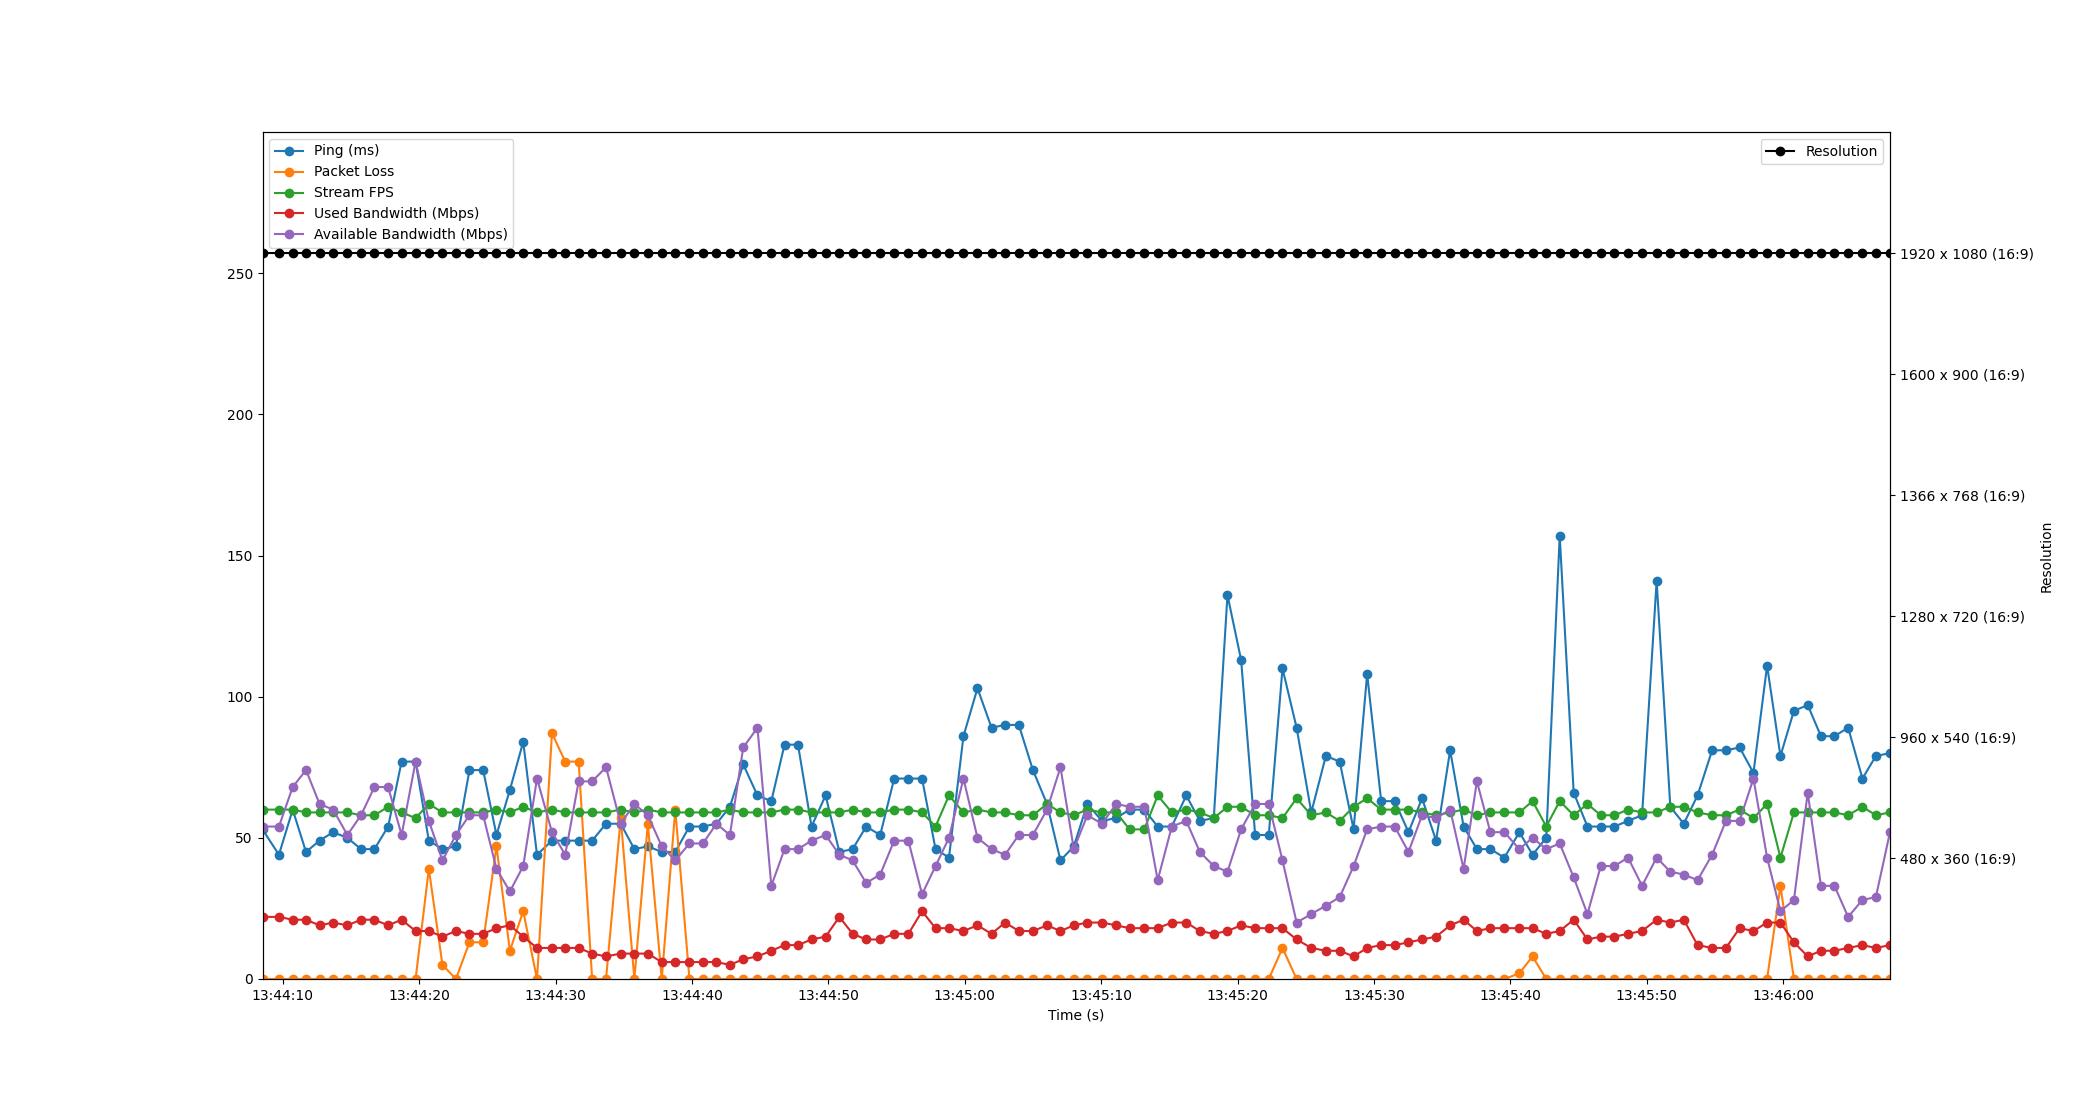 Ping (ms)
Packet Loss
Stream FPS
Used Bandwidth (Mbps)
Available Bandwidth (Mbps)
Resolution
250
200
150
100
50
0
1920 x 1080 (16:9)
1600 x 900 (16:9)
1366 x 768 (16:9)
1280 x 720 (16:9)
960 x 540 (16:9)
480 x 360 (16:9)
Resolution
13:44:10 13:44:20 13:44:30 13:44:40 13:44:50 13:45:00 13:45:10 13:45:20 13:45:30 13:45:40 13:45:50 13:46:00
Time (s)